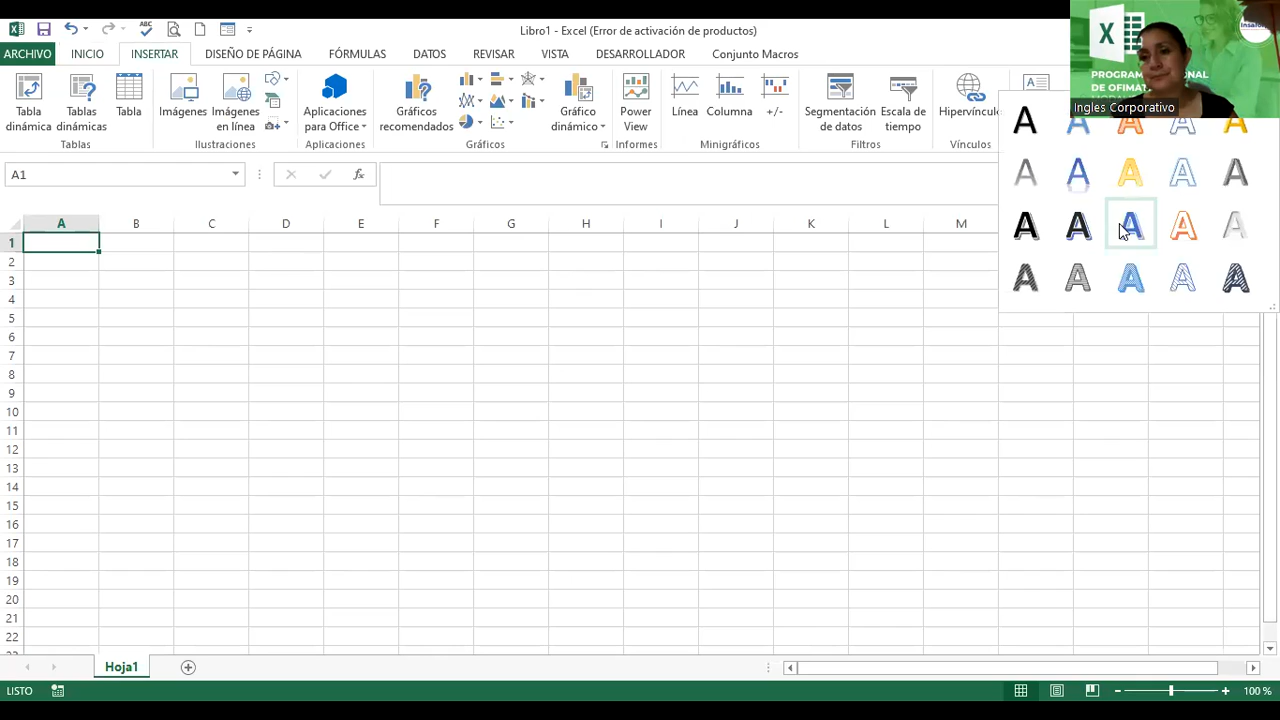 Libro1 - Excel (Error de activación de productos)
ARCHIVO INICIO INSERTAR DISEÑO DE PÁGINA FÓRMULAS REVISAR VISTA DESARROLLADOR Conjunto Macros
Tabla dinámica
Tablas dinámicas
Tabla
Tablas
Imágenes
Imágenes en línea
Ilustraciones
Aplicaciones para Office
Aplicaciones
Gráficos recomendados
Gráficos
Gráfico dinámico
Power View
Informes
Línea
Columna
+/-
Minigráficos
Segmentación de datos
Escala de tiempo
Filtros
Hipervínculo
Vínculos
PROGRAM
DE OFIMA
Ingles Corporativo
A A A A A
A A A A A
A A A A A
A A A A A
A1
fx
A B C D E F G H I J K L M
1
2
3
4
5
6
7
8
9
10
11
12
13
14
15
16
17
18
19
20
21
22
Hoja1
LISTO
100 %